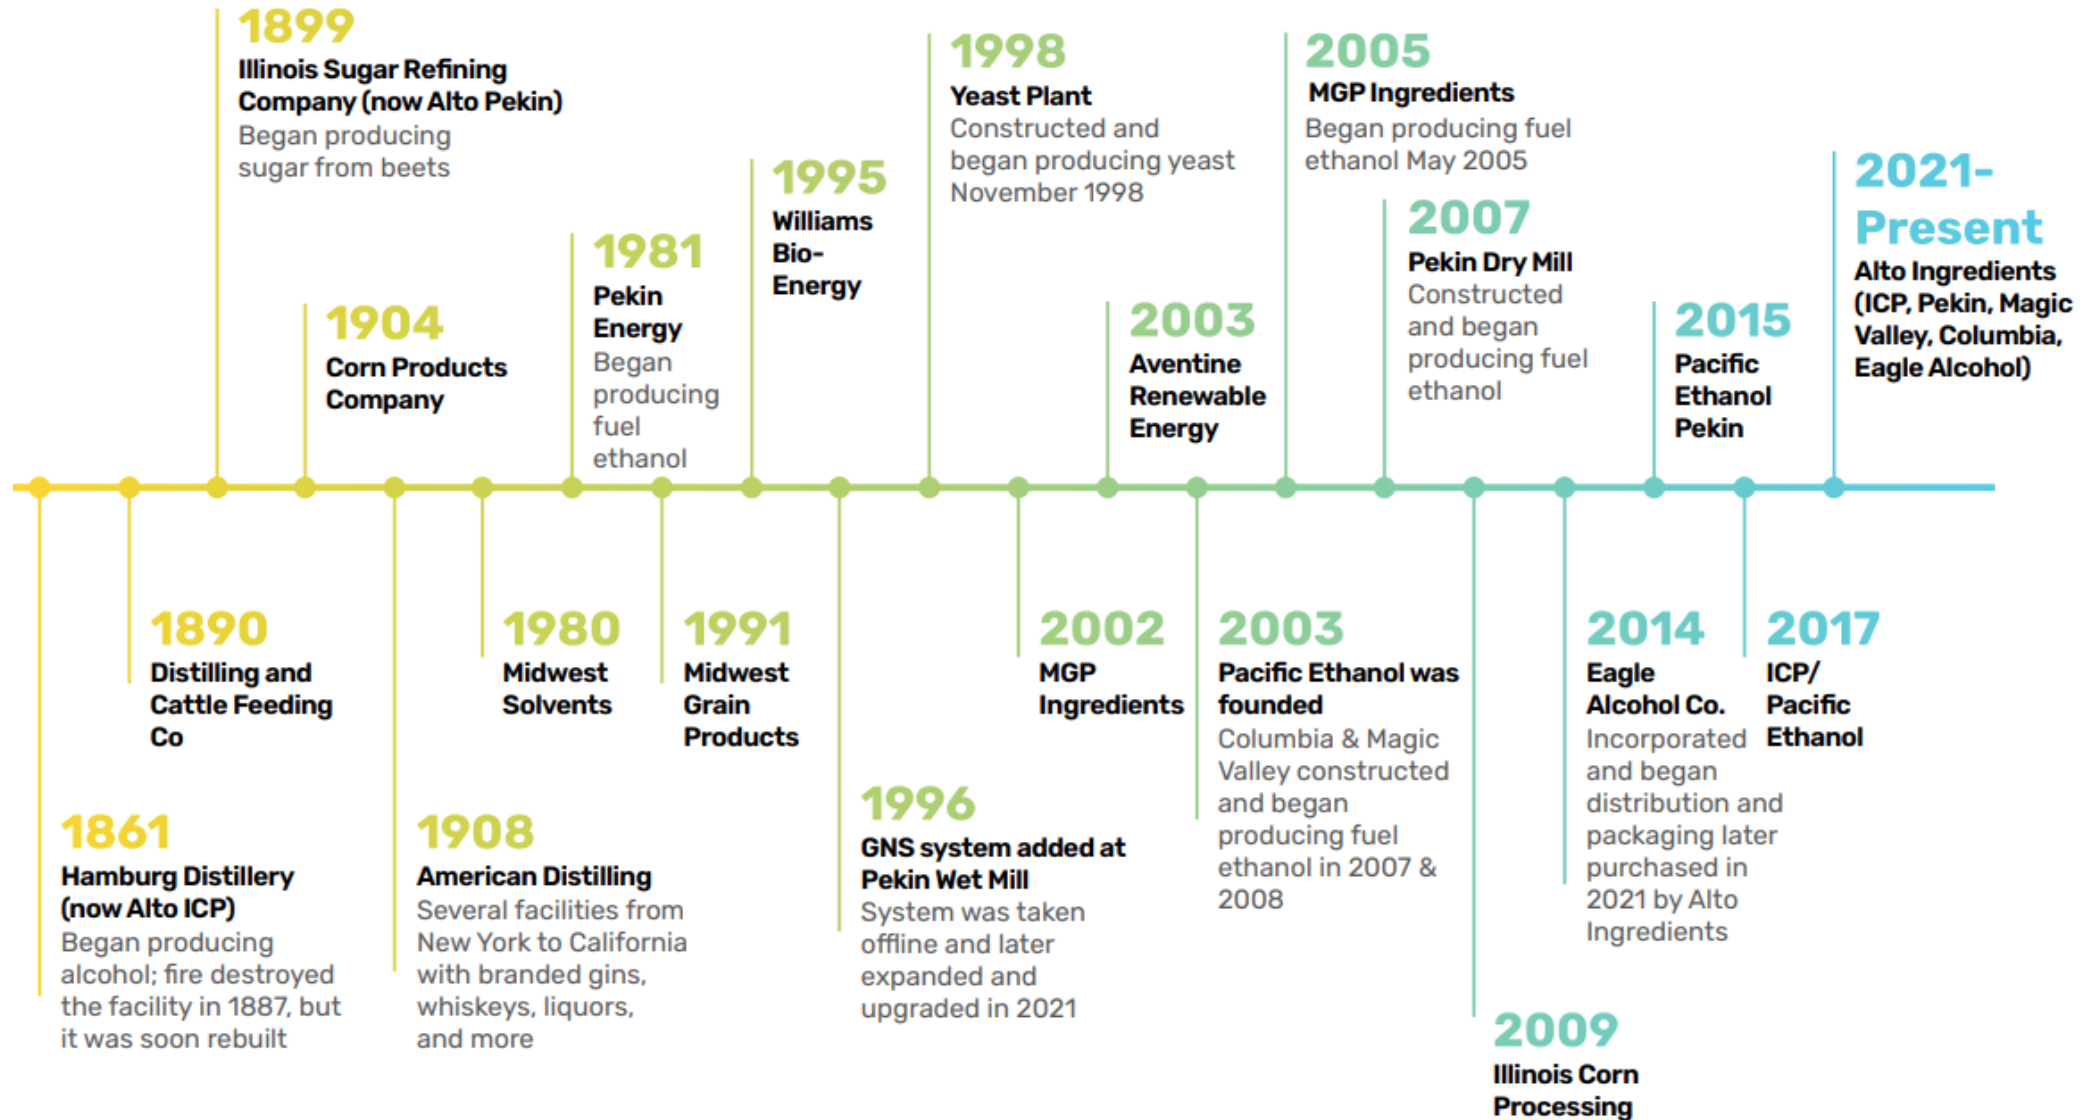 1899
Illinois Sugar Refining
Company (now Alto Pekin)
Began producing
sugar from beets
1904
Corn Products
Company
1981
Pekin
Energy
Began
producing
fuel
ethanol
1995
Williams
Bio-
Energy
1998
Yeast Plant
Constructed and
began producing yeast
November 1998
2003
Aventine
Renewable
Energy
2005
MGP Ingredients
Began producing fuel
ethanol May 2005
2007
Pekin Dry Mill
Constructed
and began
producing fuel
ethanol
2015
Pacific
Ethanol
Pekin
2021-
Present
Alto Ingredients
(ICP, Pekin, Magic
Valley, Columbia,
Eagle Alcohol)
1861
Hamburg Distillery
(now Alto ICP)
Began producing
alcohol; fire destroyed
the facility in 1887, but
it was soon rebuilt
1890
Distilling and
Cattle Feeding
Co
1908
American Distilling
Several facilities from
New York to California
with branded gins,
whiskeys, liquors,
and more
1980
Midwest
Solvents
1991
Midwest
Grain
Products
1996
GNS system added at
Pekin Wet Mill
System was taken
offline and later
expanded and
upgraded in 2021
2002
MGP
Ingredients
2003
Pacific Ethanol was
founded
Columbia & Magic
Valley constructed
and began
producing fuel
ethanol in 2007 &
2008
2009
Illinois Corn
Processing
2014
Eagle
Alcohol Co.
Incorporated
and began
distribution and
packaging later
purchased in
2021 by Alto
Ingredients
2017
ICP/
Pacific
Ethanol